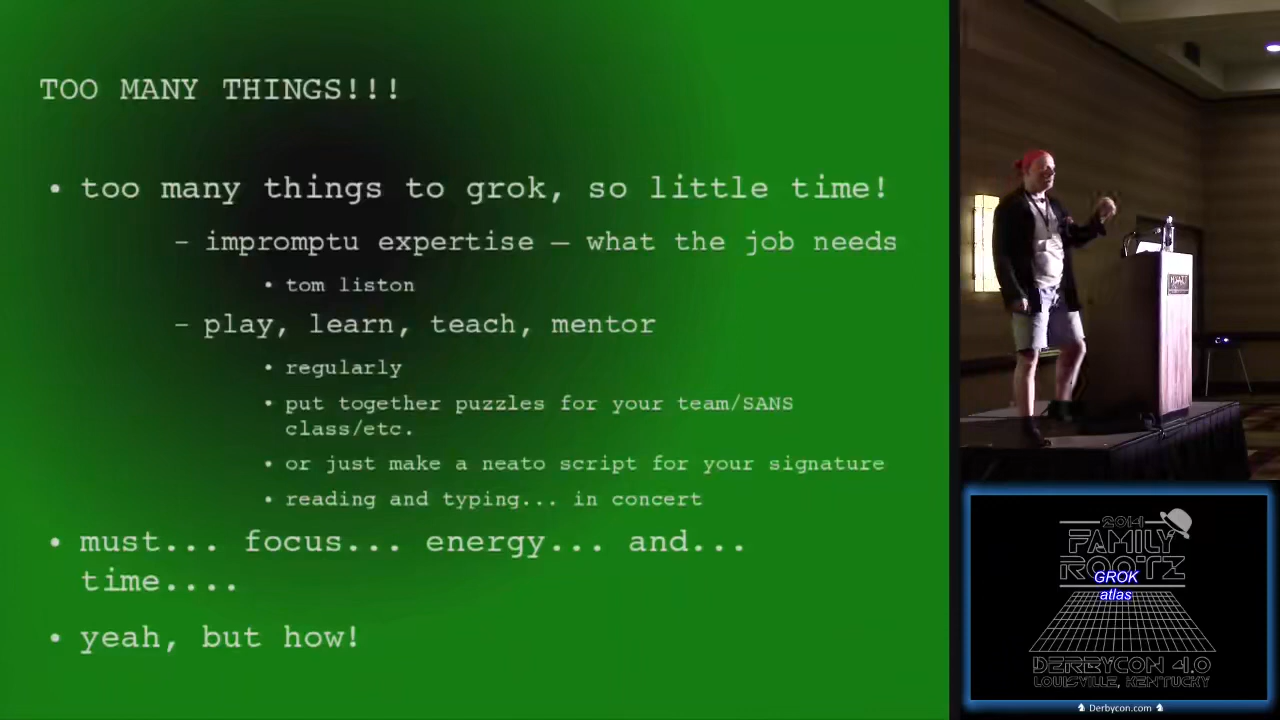 TOO MANY THINGS!!!
• too many things to grok, so little time!
– impromptu expertise – what the job needs
• tom liston
– play, learn, teach, mentor
• regularly
• put together puzzles for your team/SANS
class/etc.
• or just make a neato script for your signature
• reading and typing... in concert
• must... focus... energy... and...
time....
• yeah, but how!
HYATT
2014
FAMILY
ROOTZ
GROK
atlas
DERBYCON 4.0
LOUISVILLE, KENTUCKY
Derbycon.com